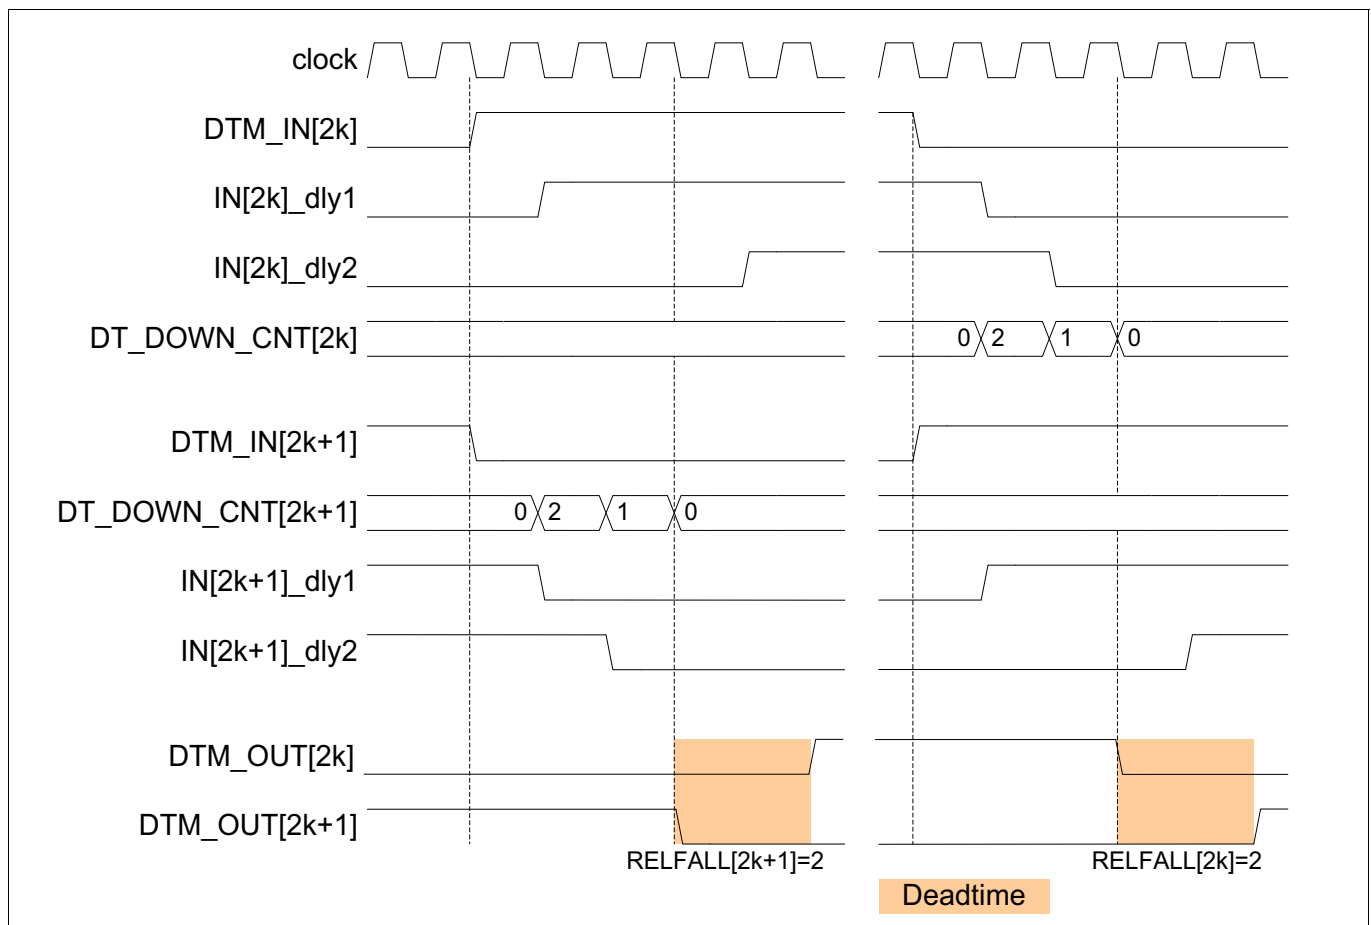 clock
DTM_IN[2k]
IN[2k]_dly1
IN[2k]_dly2
DT_DOWN_CNT[2k] 0 2 1 0
DTM_IN[2k+1]
DT_DOWN_CNT[2k+1] 0 2 1 0
IN[2k+1]_dly1
IN[2k+1]_dly2
DTM_OUT[2k]
DTM_OUT[2k+1]
RELFALL[2k+1]=2 RELFALL[2k]=2
Deadtime